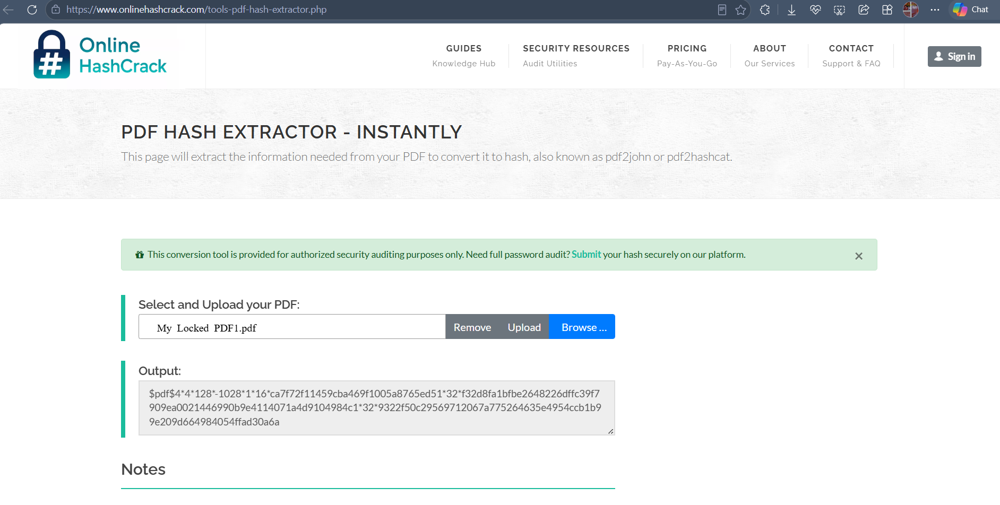 https://www.onlinehashcrack.com/tools-pdf-hash-extractor.php
Chat
Online
HashCrack
GUIDES
Knowledge Hub
SECURITY RESOURCES
Audit Utilities
PRICING
Pay-As-You-Go
ABOUT
Our Services
CONTACT
Support & FAQ
Sign in
PDF HASH EXTRACTOR - INSTANTLY
This page will extract the information needed from your PDF to convert it to hash, also known as pdf2john or pdf2hashcat.
This conversion tool is provided for authorized security auditing purposes only. Need full password audit? Submit your hash securely on our platform.
×
Select and Upload your PDF:
My Locked PDF1.pdf
Remove
Upload
Browse ...
Output:
$pdf$4*4*128*-1028*1*16*ca7f72f11459cba469f1005a8765ed51*32*f32d8fa1bfbe2648226dffc39f7
909ea0021446990b9e4114071a4d9104984c1*32*9322f50c29569712067a775264635e4954ccb1b9
9e209d664984054ffad30a6a
Notes